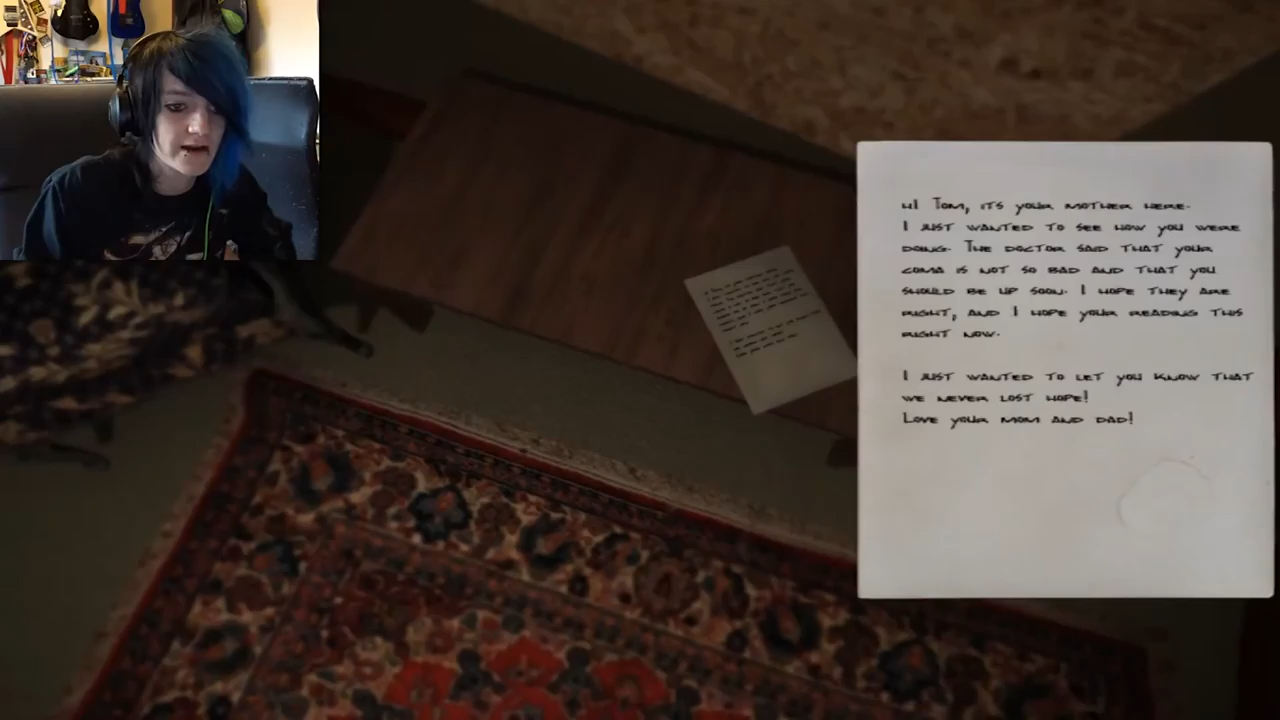 HI TOM, ITS YOUR MOTHER HERE.
I JUST WANTED TO SEE HOW YOU WERE
DOING. THE DOCTOR SAID THAT YOUR
COMA IS NOT SO BAD AND THAT YOU
SHOULD BE UP SOON. I HOPE THEY ARE
RIGHT, AND I HOPE YOUR READING THIS
RIGHT NOW.
I JUST WANTED TO LET YOU KNOW THAT
WE NEVER LOST HOPE!
LOVE YOUR MOM AND DAD!